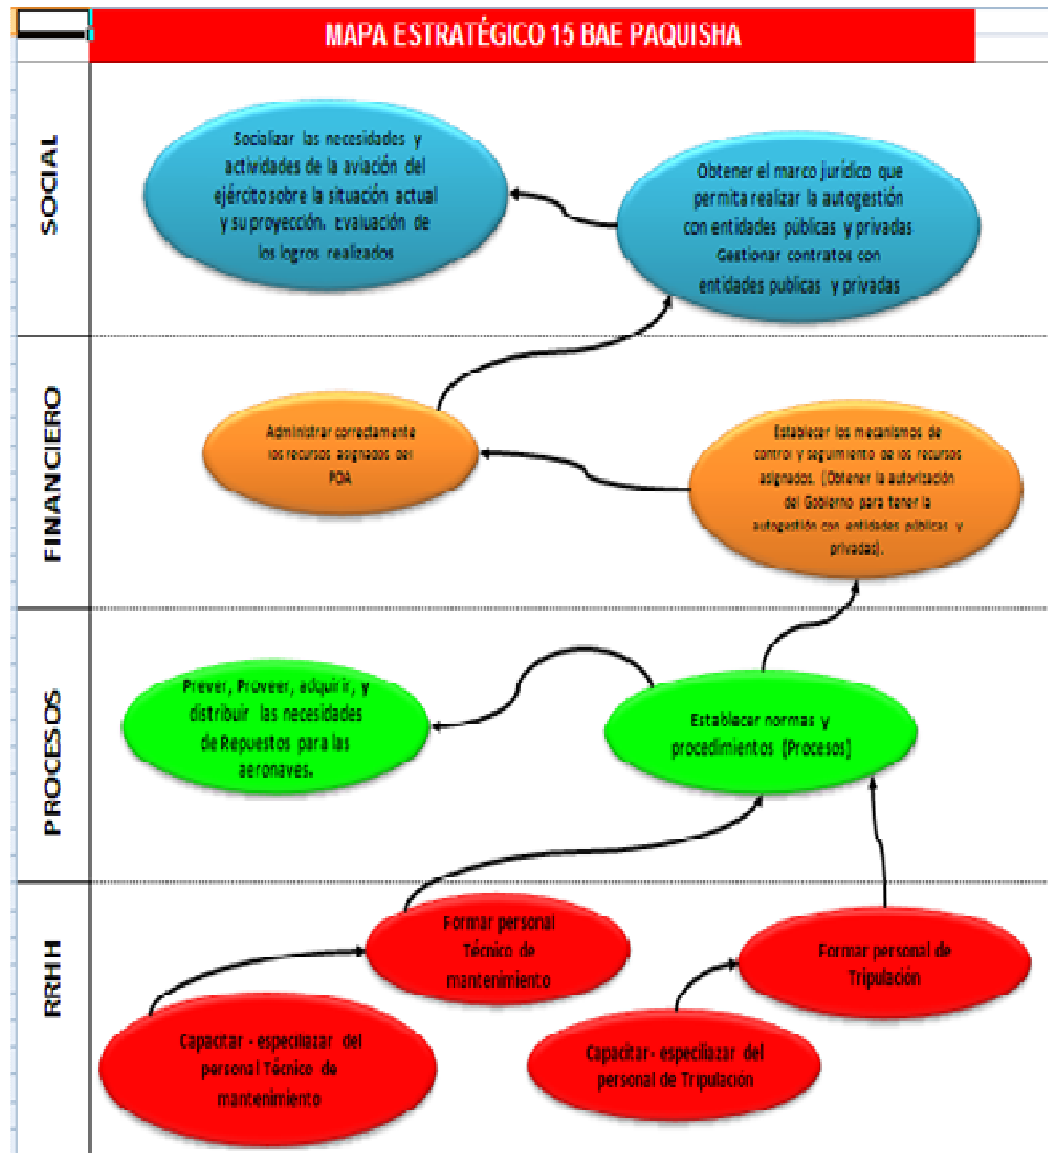 MAPA ESTRATÉGICO 15 BAE PAQUISHA
SOCIAL
Socializar las necesidades y
actividades de la aviación del
ejército sobre la situación actual
y su proyección. Evaluación de
los logros realizados
Obtener el marco jurídico que
permita realizar la autogestión
con entidades públicas y privadas
Gestionar contratos con
entidades publicas y privadas
FINANCIERO
Administrar correctamente
los recursos asignados del
POA
Establecer los mecanismos de
control y seguimiento de los recursos
asignados. (Obtener la autorización
del Gobierno para tener la
autogestión con entidades públicas y
privadas).
PROCESOS
Prever, Proveer, adquirir, y
distribuir las necesidades
de Repuestos para las
aeronaves.
Establecer normas y
procedimientos (Procesos)
RRHH
Formar personal
Técnico de
mantenimiento
Formar personal de
Tripulación
Capacitar - especiliazar del
personal Técnico de
mantenimiento
Capacitar- especiliazar del
personal de Tripulación